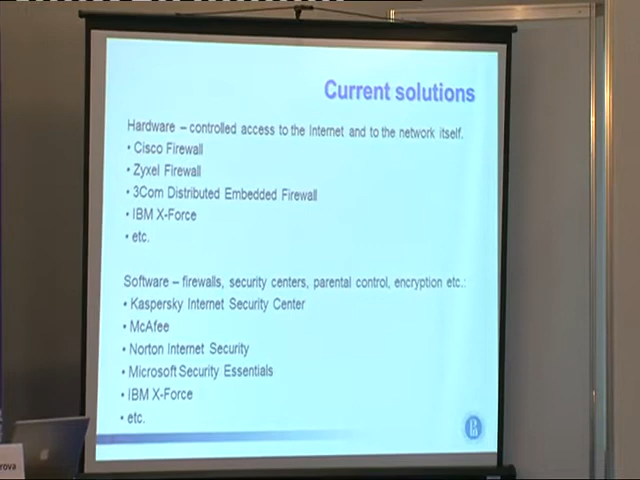 Current solutions
Hardware – controlled access to the Internet and to the network itself.
• Cisco Firewall
• Zyxel Firewall
• 3Com Distributed Embedded Firewall
• IBM X-Force
• etc.
Software – firewalls, security centers, parental control, encryption etc.:
• Kaspersky Internet Security Center
• McAfee
• Norton Internet Security
• Microsoft Security Essentials
• IBM X-Force
• etc.
rova